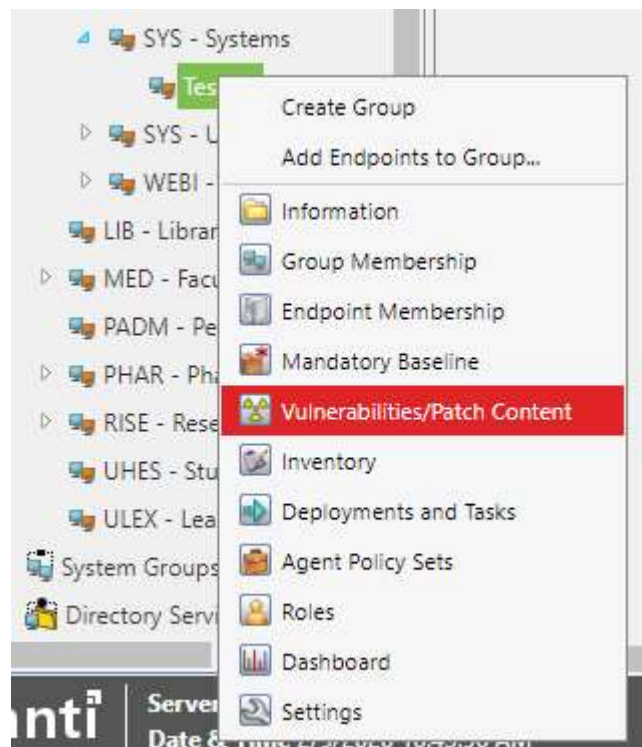 SYS - Systems
Tes
SYS - U
WEBI -
LIB - Librar
MED - Facu
PADM - Pe
PHAR - Pha
RISE - Rese
UHES - Stu
ULEX - Lea
System Groups
Directory Servi
Create Group
Add Endpoints to Group...
Information
Group Membership
Endpoint Membership
Mandatory Baseline
Vulnerabilities/Patch Content
Inventory
Deployments and Tasks
Agent Policy Sets
Roles
Dashboard
Settings
anti
Server
Date &